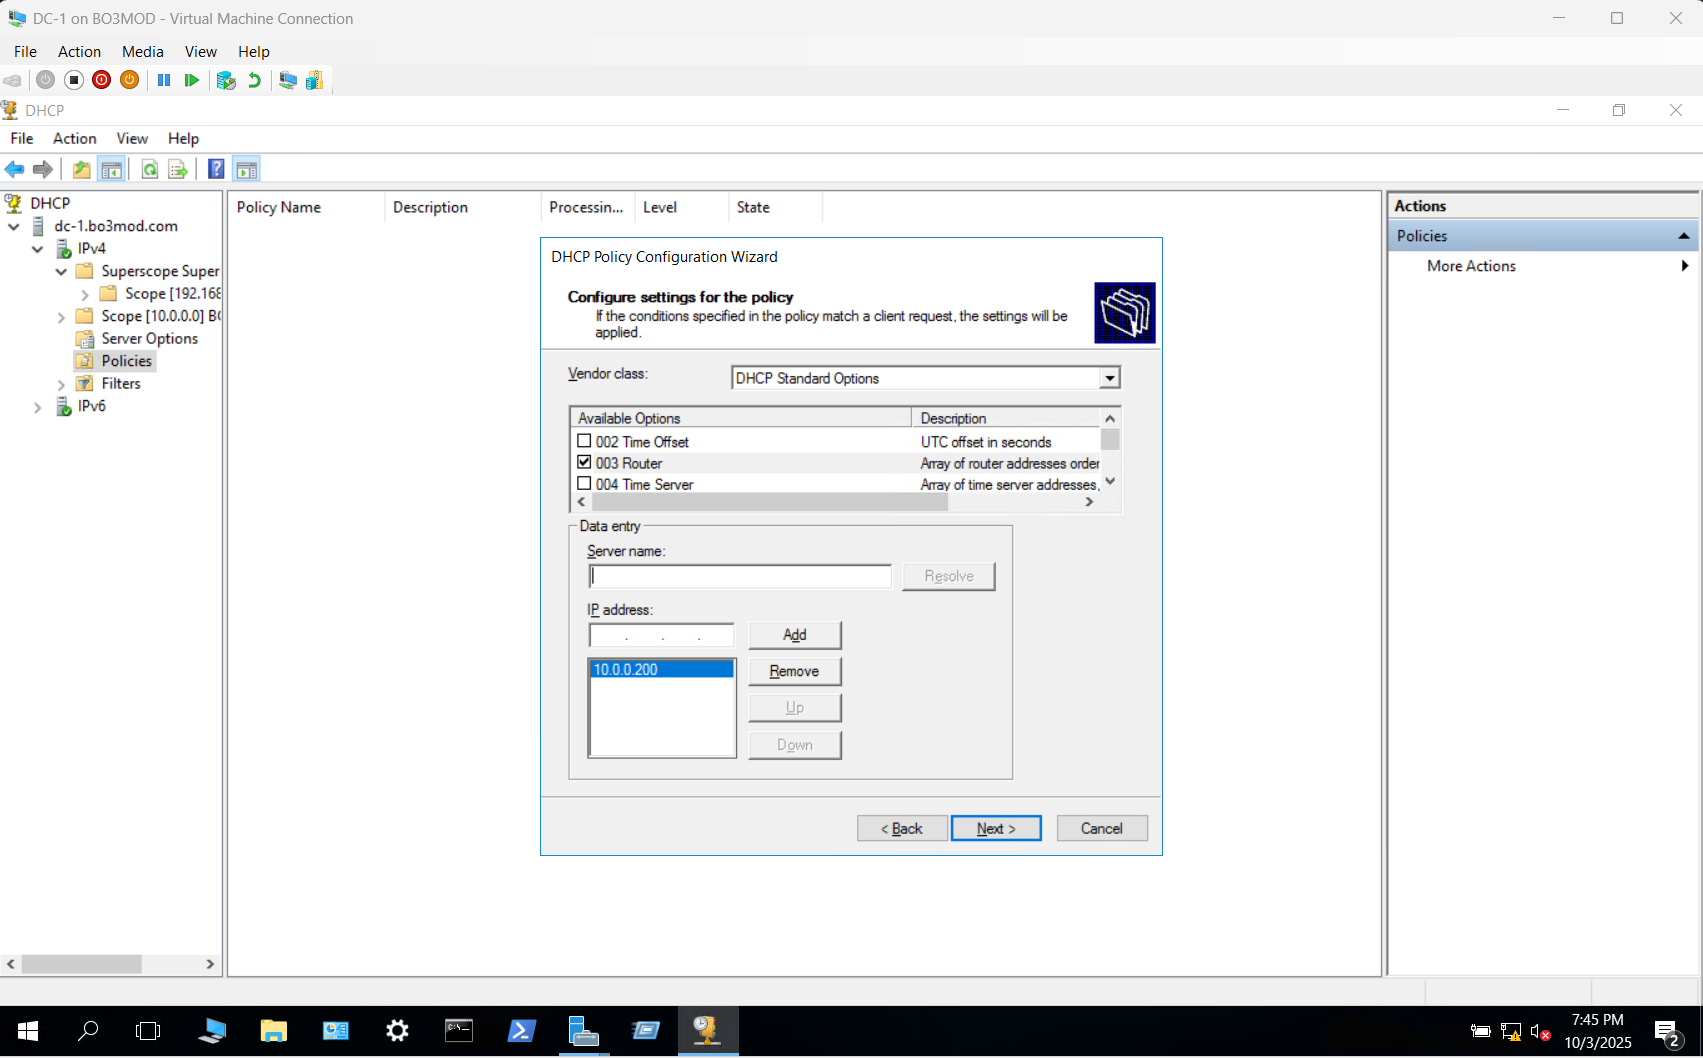 DC-1 on BO3MOD - Virtual Machine Connection
File Action Media View Help
DHCP
File Action View Help
DHCP
dc-1.bo3mod.com
IPv4
Superscope Super
Scope [192.168
Scope [10.0.0.0] BO
Server Options
Policies
Filters
IPv6
Policy Name Description Processin... Level State
DHCP Policy Configuration Wizard
Configure settings for the policy
If the conditions specified in the policy match a client request, the settings will be
applied.
Vendor class: DHCP Standard Options
Available Options Description
002 Time Offset UTC offset in seconds
003 Router Array of router addresses order
004 Time Server Array of time server addresses,
Data entry
Server name:
Resolve
IP address:
. . . Add
10.0.0.200 Remove
Up
Down
< Back Next > Cancel
Actions
Policies
More Actions
C:\_
7:45 PM
10/3/2025
2